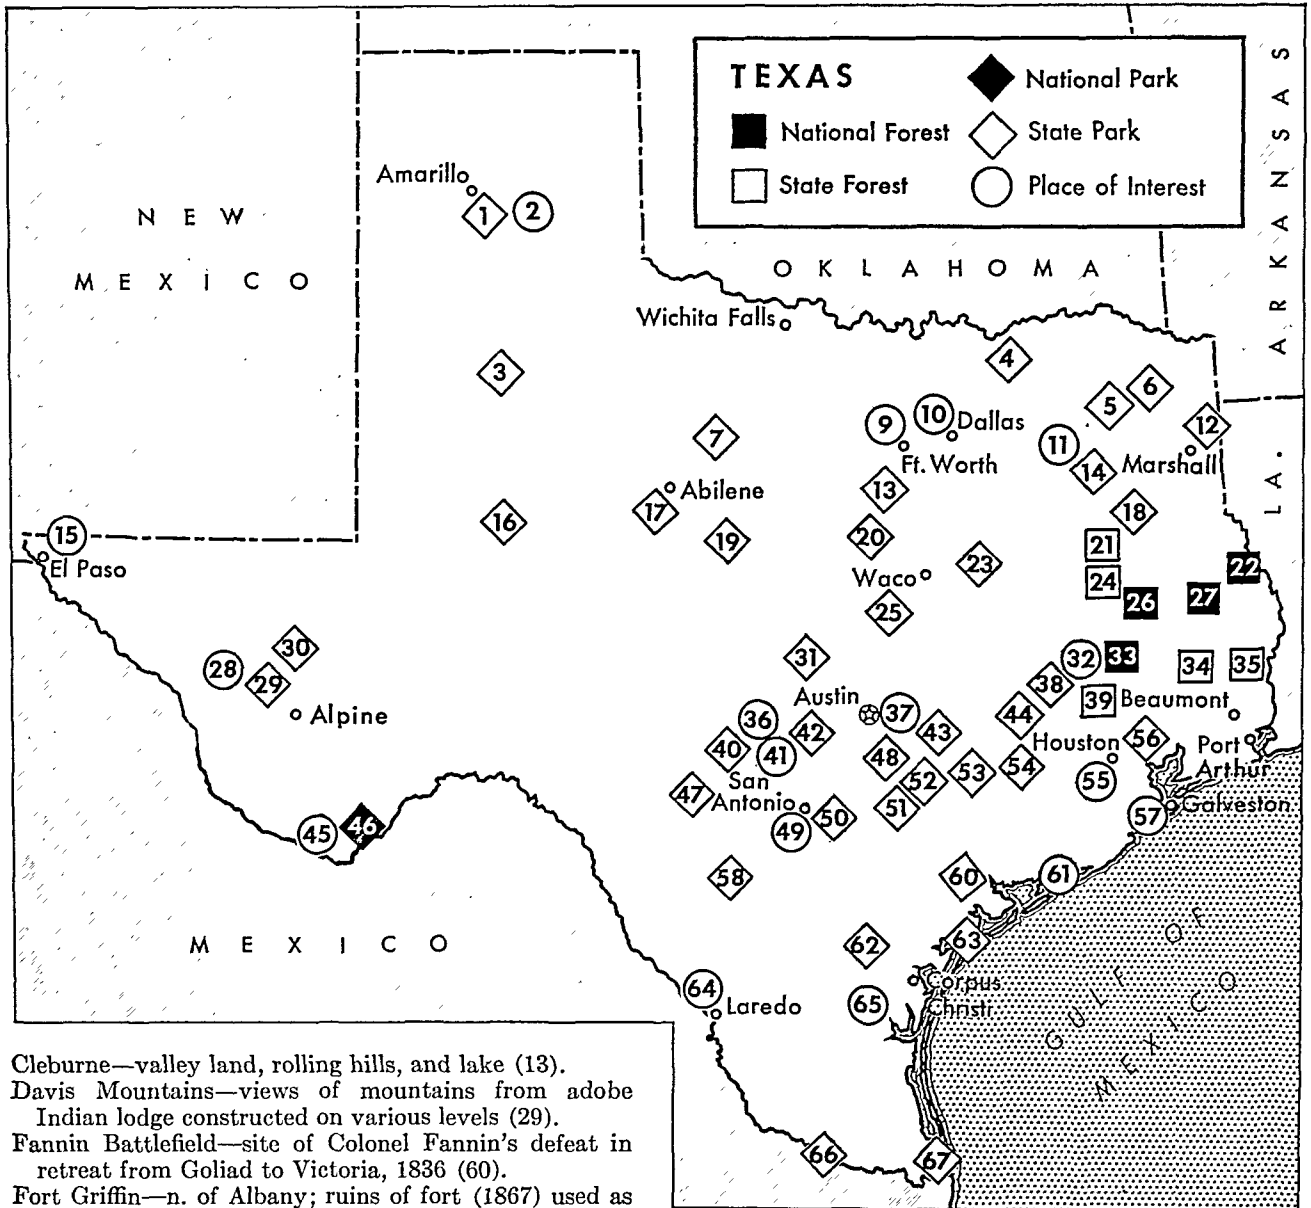 TEXAS
National Park
National Forest
State Park
State Forest
Place of Interest
NEW
MEXICO
OKLAHOMA
ARKANSAS
LA.
Amarillo
1
2
Wichita Falls
3
4
5
6
7
9
10
Dallas
11
12
Ft. Worth
Marshall
13
14
Abilene
15
16
17
18
El Paso
19
20
21
22
23
Waco
24
25
26
27
28
29
30
Alpine
31
32
33
34
35
Austin
36
37
38
39
Beaumont
40
41
42
43
44
Houston
Port
Arthur
45
46
47
48
San
Antonio
49
50
51
52
53
54
55
56
57
Galveston
58
60
61
MEXICO
62
63
Corpus
Christi
64
Laredo
65
GULF OF
MEXICO
66
67
Cleburne—valley land, rolling hills, and lake (13).
Davis Mountains—views of mountains from adobe
Indian lodge constructed on various levels (29).
Fannin Battlefield—site of Colonel Fannin's defeat in
retreat from Goliad to Victoria, 1836 (60).
Fort Griffin—n. of Albany; ruins of fort (1867) used as